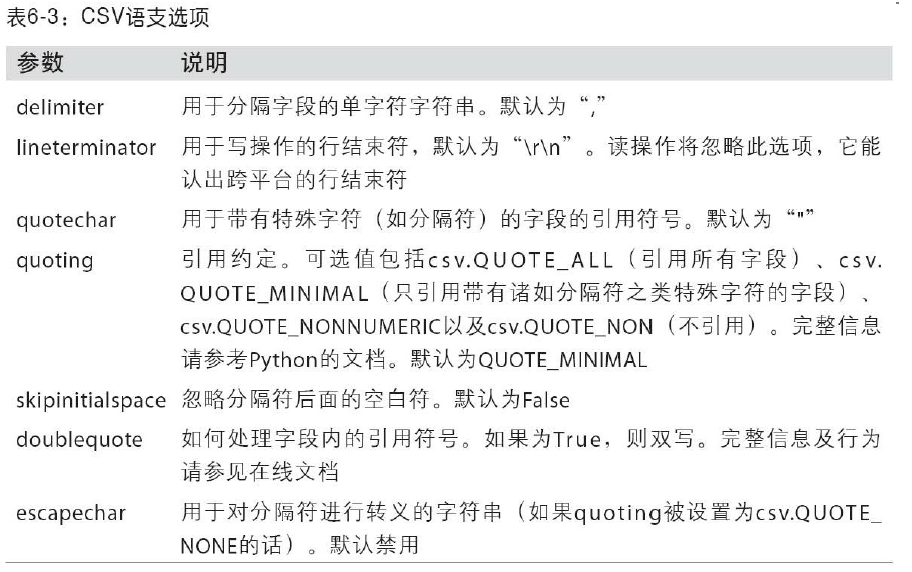 表6-3：CSV语支选项
参数 说明
delimiter 用于分隔字段的单字符字符串。默认为“,”
lineterminator 用于写操作的行结束符，默认为“\r\n”。读操作将忽略此选项，它能
认出跨平台的行结束符
quotechar 用于带有特殊字符（如分隔符）的字段的引用符号。默认为“"”
quoting 引用约定。可选值包括csv.QUOTE_ALL（引用所有字段）、csv.
QUOTE_MINIMAL（只引用带有诸如分隔符之类特殊字符的字段）、
csv.QUOTE_NONNUMERIC以及csv.QUOTE_NON（不引用）。完整信息
请参考Python的文档。默认为QUOTE_MINIMAL
skipinitialspace 忽略分隔符后面的空白符。默认为False
doublequote 如何处理字段内的引用符号。如果为True，则双写。完整信息及行为
请参见在线文档
escapechar 用于对分隔符进行转义的字符串（如果quoting被设置为csv.QUOTE_
NONE的话）。默认禁用